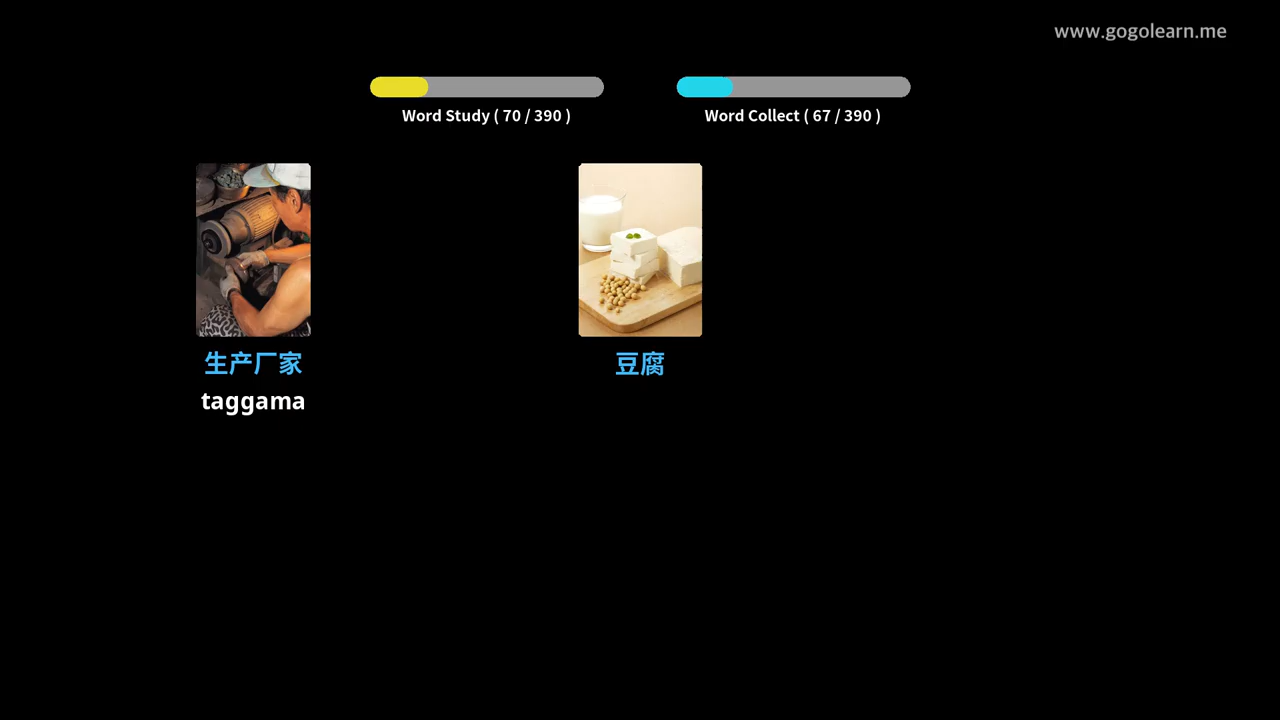 www.gogolearn.me
Word Study ( 70 / 390 )
Word Collect ( 67 / 390 )
生产厂家
豆腐
taggama